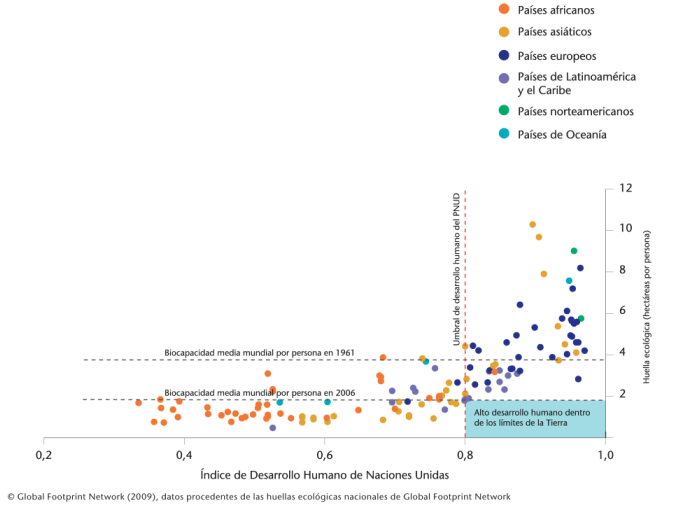 Países africanos
Países asiáticos
Países europeos
Países de Latinoamérica
y el Caribe
Países norteamericanos
Países de Oceanía
Umbral de desarrollo humano del PNUD
12
10
8
6
4
2
Huella ecológica (hectáreas por persona)
Biocapacidad media mundial por persona en 1961
Biocapacidad media mundial por persona en 2006
Alto desarrollo humano dentro
de los límites de la Tierra
0,2
0,4
0,6
0,8
1,0
Índice de Desarrollo Humano de Naciones Unidas
© Global Footprint Network (2009), datos procedentes de las huellas ecológicas nacionales de Global Footprint Network